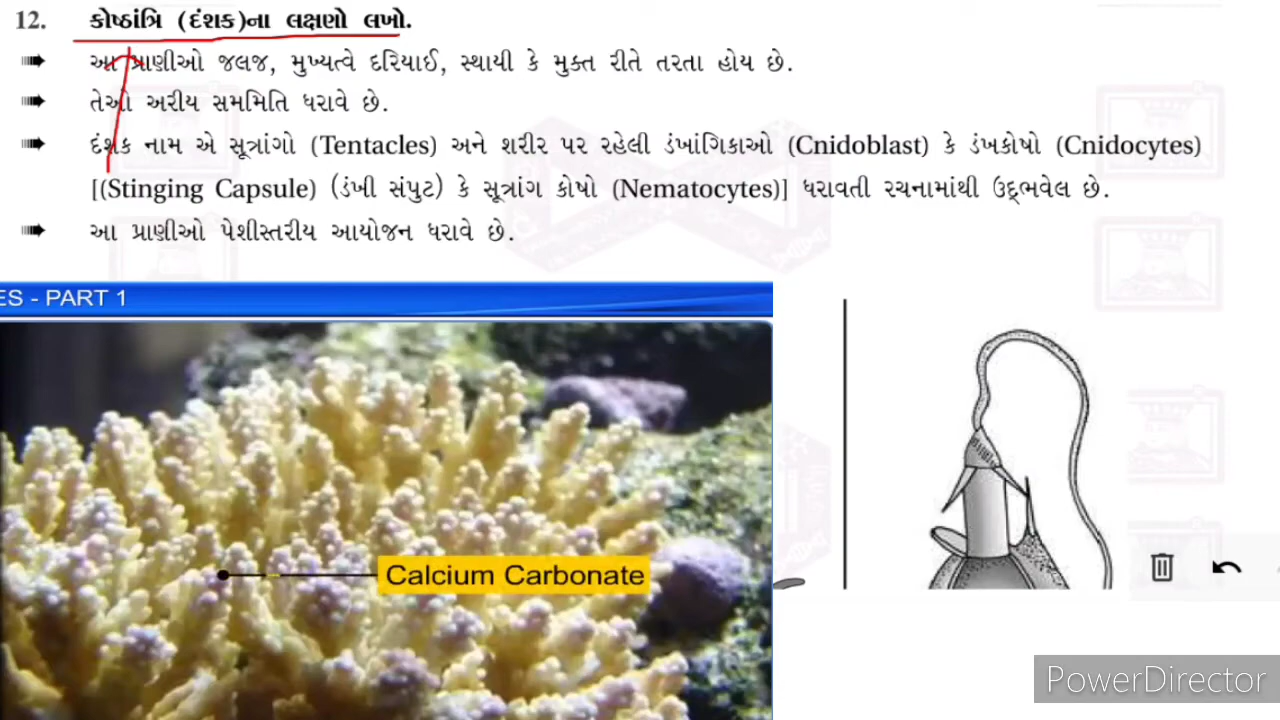 12. કોષ્ઠાંત્રિ (દંશક)ના લક્ષણો લખો.
આ પ્રાણીઓ જલજ, મુખ્યત્વે દરિયાઈ, સ્થાયી કે મુક્ત રીતે તરતા હોય છે.
તેઓ અરીય સમમિતિ ધરાવે છે.
દંશક નામ એ સૂત્રાંગો (Tentacles) અને શરીર પર રહેલી ડંખાંગિકાઓ (Cnidoblast) કે ડંખકોષો (Cnidocytes)
[(Stinging Capsule) (ડંખી સંપુટ) કે સૂત્રાંગ કોષો (Nematocytes)] ધરાવતી રચનામાંથી ઉદ્ભવેલ છે.
આ પ્રાણીઓ પેશીસ્તરીય આયોજન ધરાવે છે.
ES - PART 1
Calcium Carbonate
PowerDirector